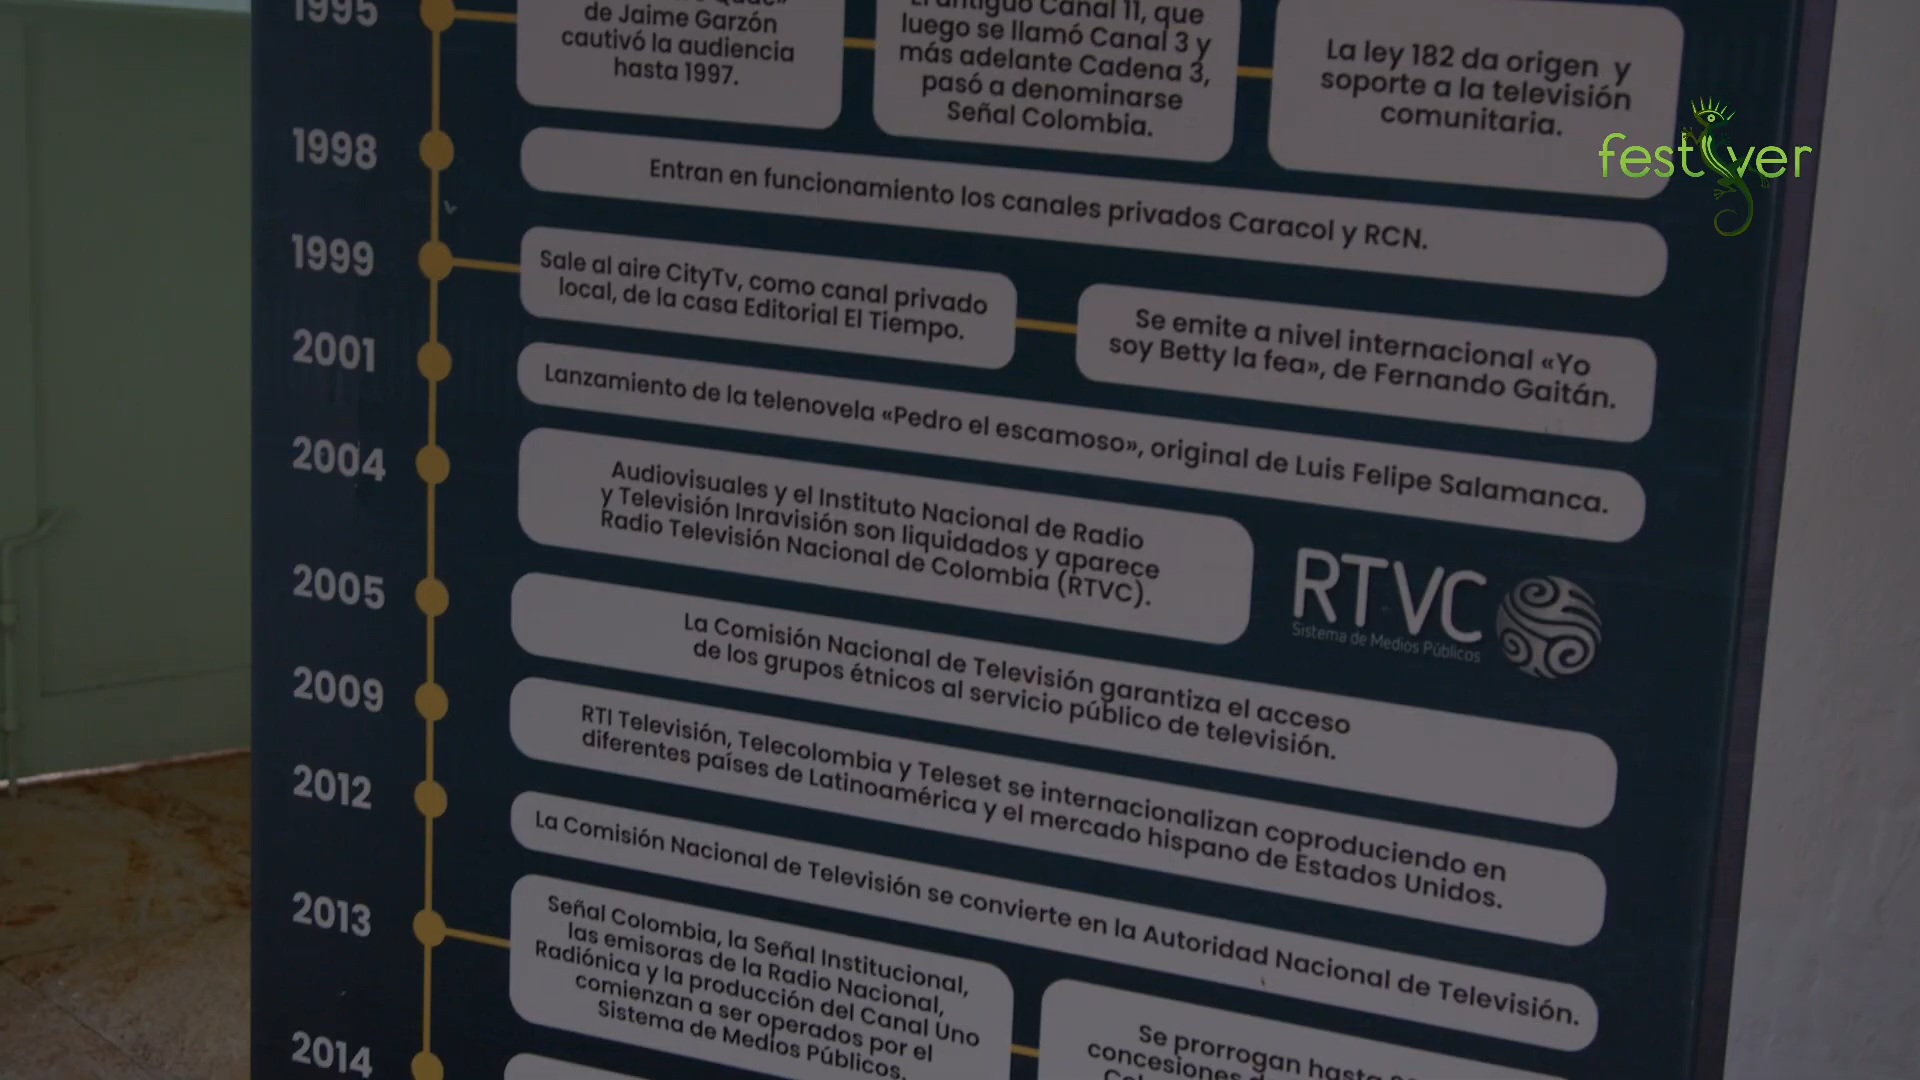 1995
de Jaime Garzón
cautivó la audiencia
hasta 1997.
antiguo Canal 11, que
luego se llamó Canal 3 y
más adelante Cadena 3,
pasó a denominarse
Señal Colombia.
La ley 182 da origen y
soporte a la televisión
comunitaria.
festiver
1998
Entran en funcionamiento los canales privados Caracol y RCN.
1999
Sale al aire CityTv, como canal privado
local, de la casa Editorial El Tiempo.
Se emite a nivel internacional «Yo
soy Betty la fea», de Fernando Gaitán.
2001
Lanzamiento de la telenovela «Pedro el escamoso», original de Luis Felipe Salamanca.
2004
Audiovisuales y el Instituto Nacional de Radio
y Televisión Inravisión son liquidados y aparece
Radio Televisión Nacional de Colombia (RTVC).
RTVC
Sistema de Medios Públicos
2005
La Comisión Nacional de Televisión garantiza el acceso
de los grupos étnicos al servicio público de televisión.
2009
RTI Televisión, Telecolombia y Teleset se internacionalizan coproduciendo en
diferentes países de Latinoamérica y el mercado hispano de Estados Unidos.
2012
La Comisión Nacional de Televisión se convierte en la Autoridad Nacional de Televisión.
2013
Señal Colombia, la Señal Institucional,
las emisoras de la Radio Nacional,
Radiónica y la producción del Canal Uno
comienzan a ser operados por el
Sistema de Medios Públicos.
Se prorrogan
concesiones
2014